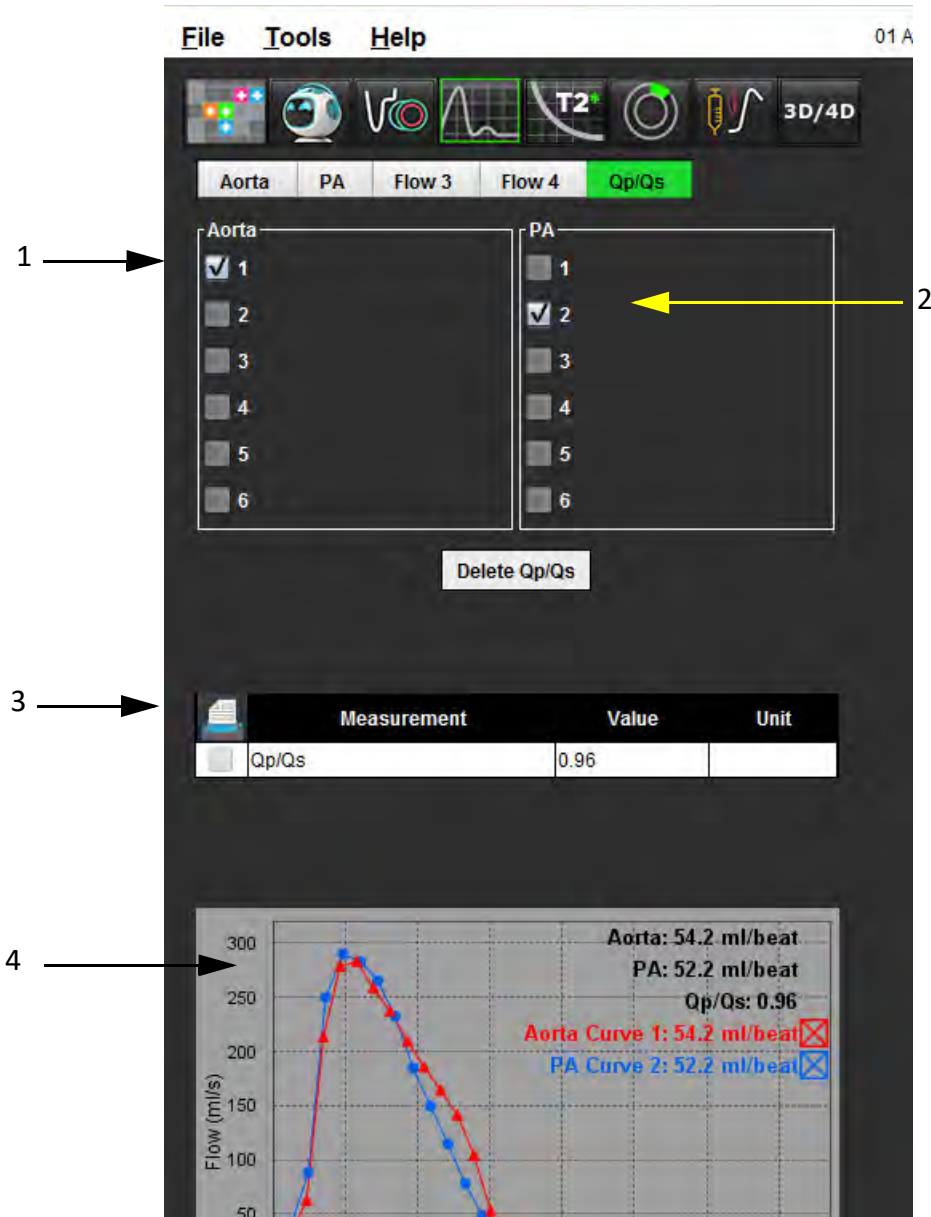 File Tools Help 01 A
T2* 3D/4D
Aorta PA Flow 3 Flow 4 Qp/Qs
Aorta
1
2
3
4
5
6
PA
1
2
3
4
5
6
1
2
Delete Qp/Qs
3
Measurement Value Unit
Qp/Qs 0.96
4
Aorta: 54.2 ml/beat
PA: 52.2 ml/beat
Qp/Qs: 0.96
Aorta Curve 1: 54.2 ml/beat
PA Curve 2: 52.2 ml/beat
Flow (ml/s)
300
250
200
150
100
50